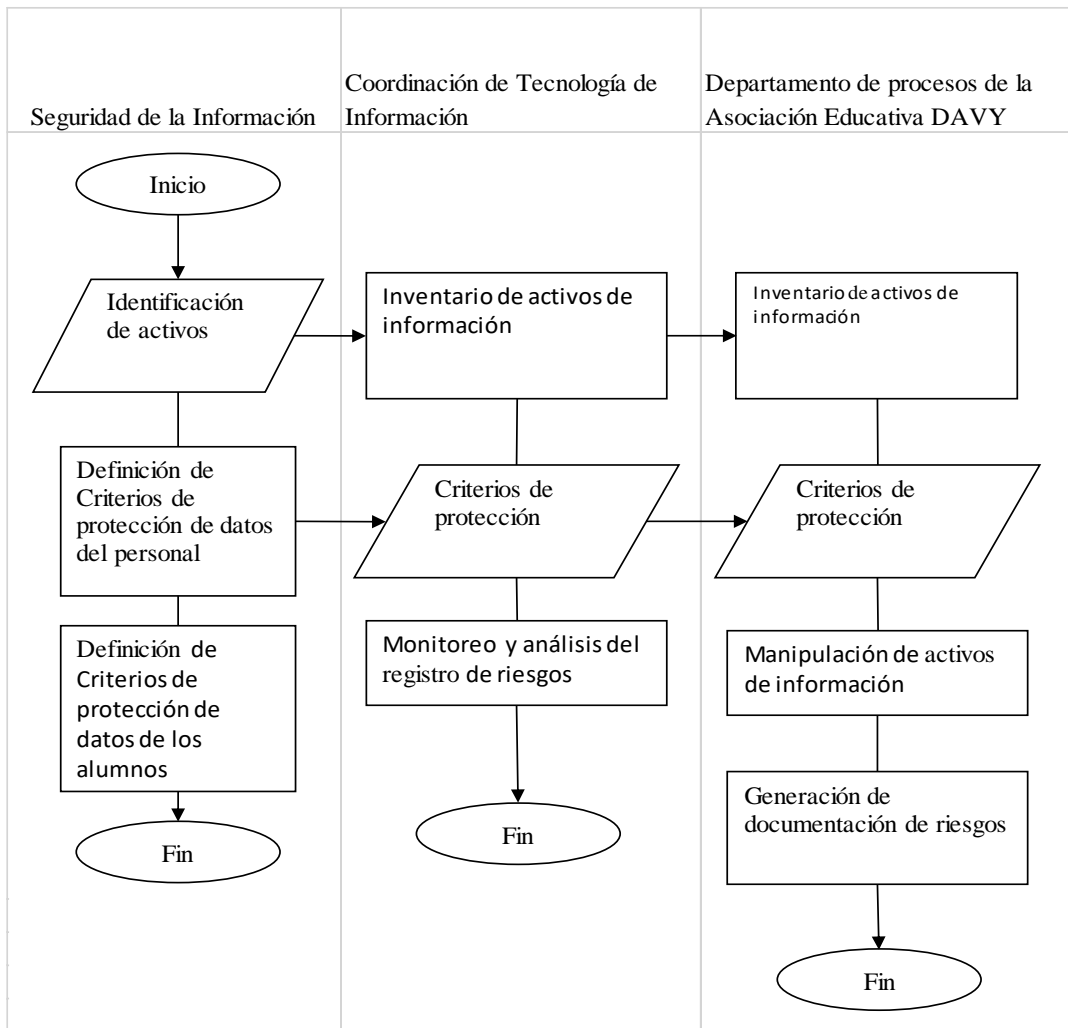 Seguridad de la Información
Coordinación de Tecnología de
Información
Departamento de procesos de la
Asociación Educativa DAVY
Inicio
Identificación
de activos
Inventario de activos de
información
Inventario de activos de
información
Definición de
Criterios de
protección de datos
del personal
Criterios de
protección
Criterios de
protección
Definición de
Criterios de
protección de
datos de los
alumnos
Monitoreo y análisis del
registro de riesgos
Manipulación de activos
de información
Fin
Fin
Generación de
documentación de riesgos
Fin